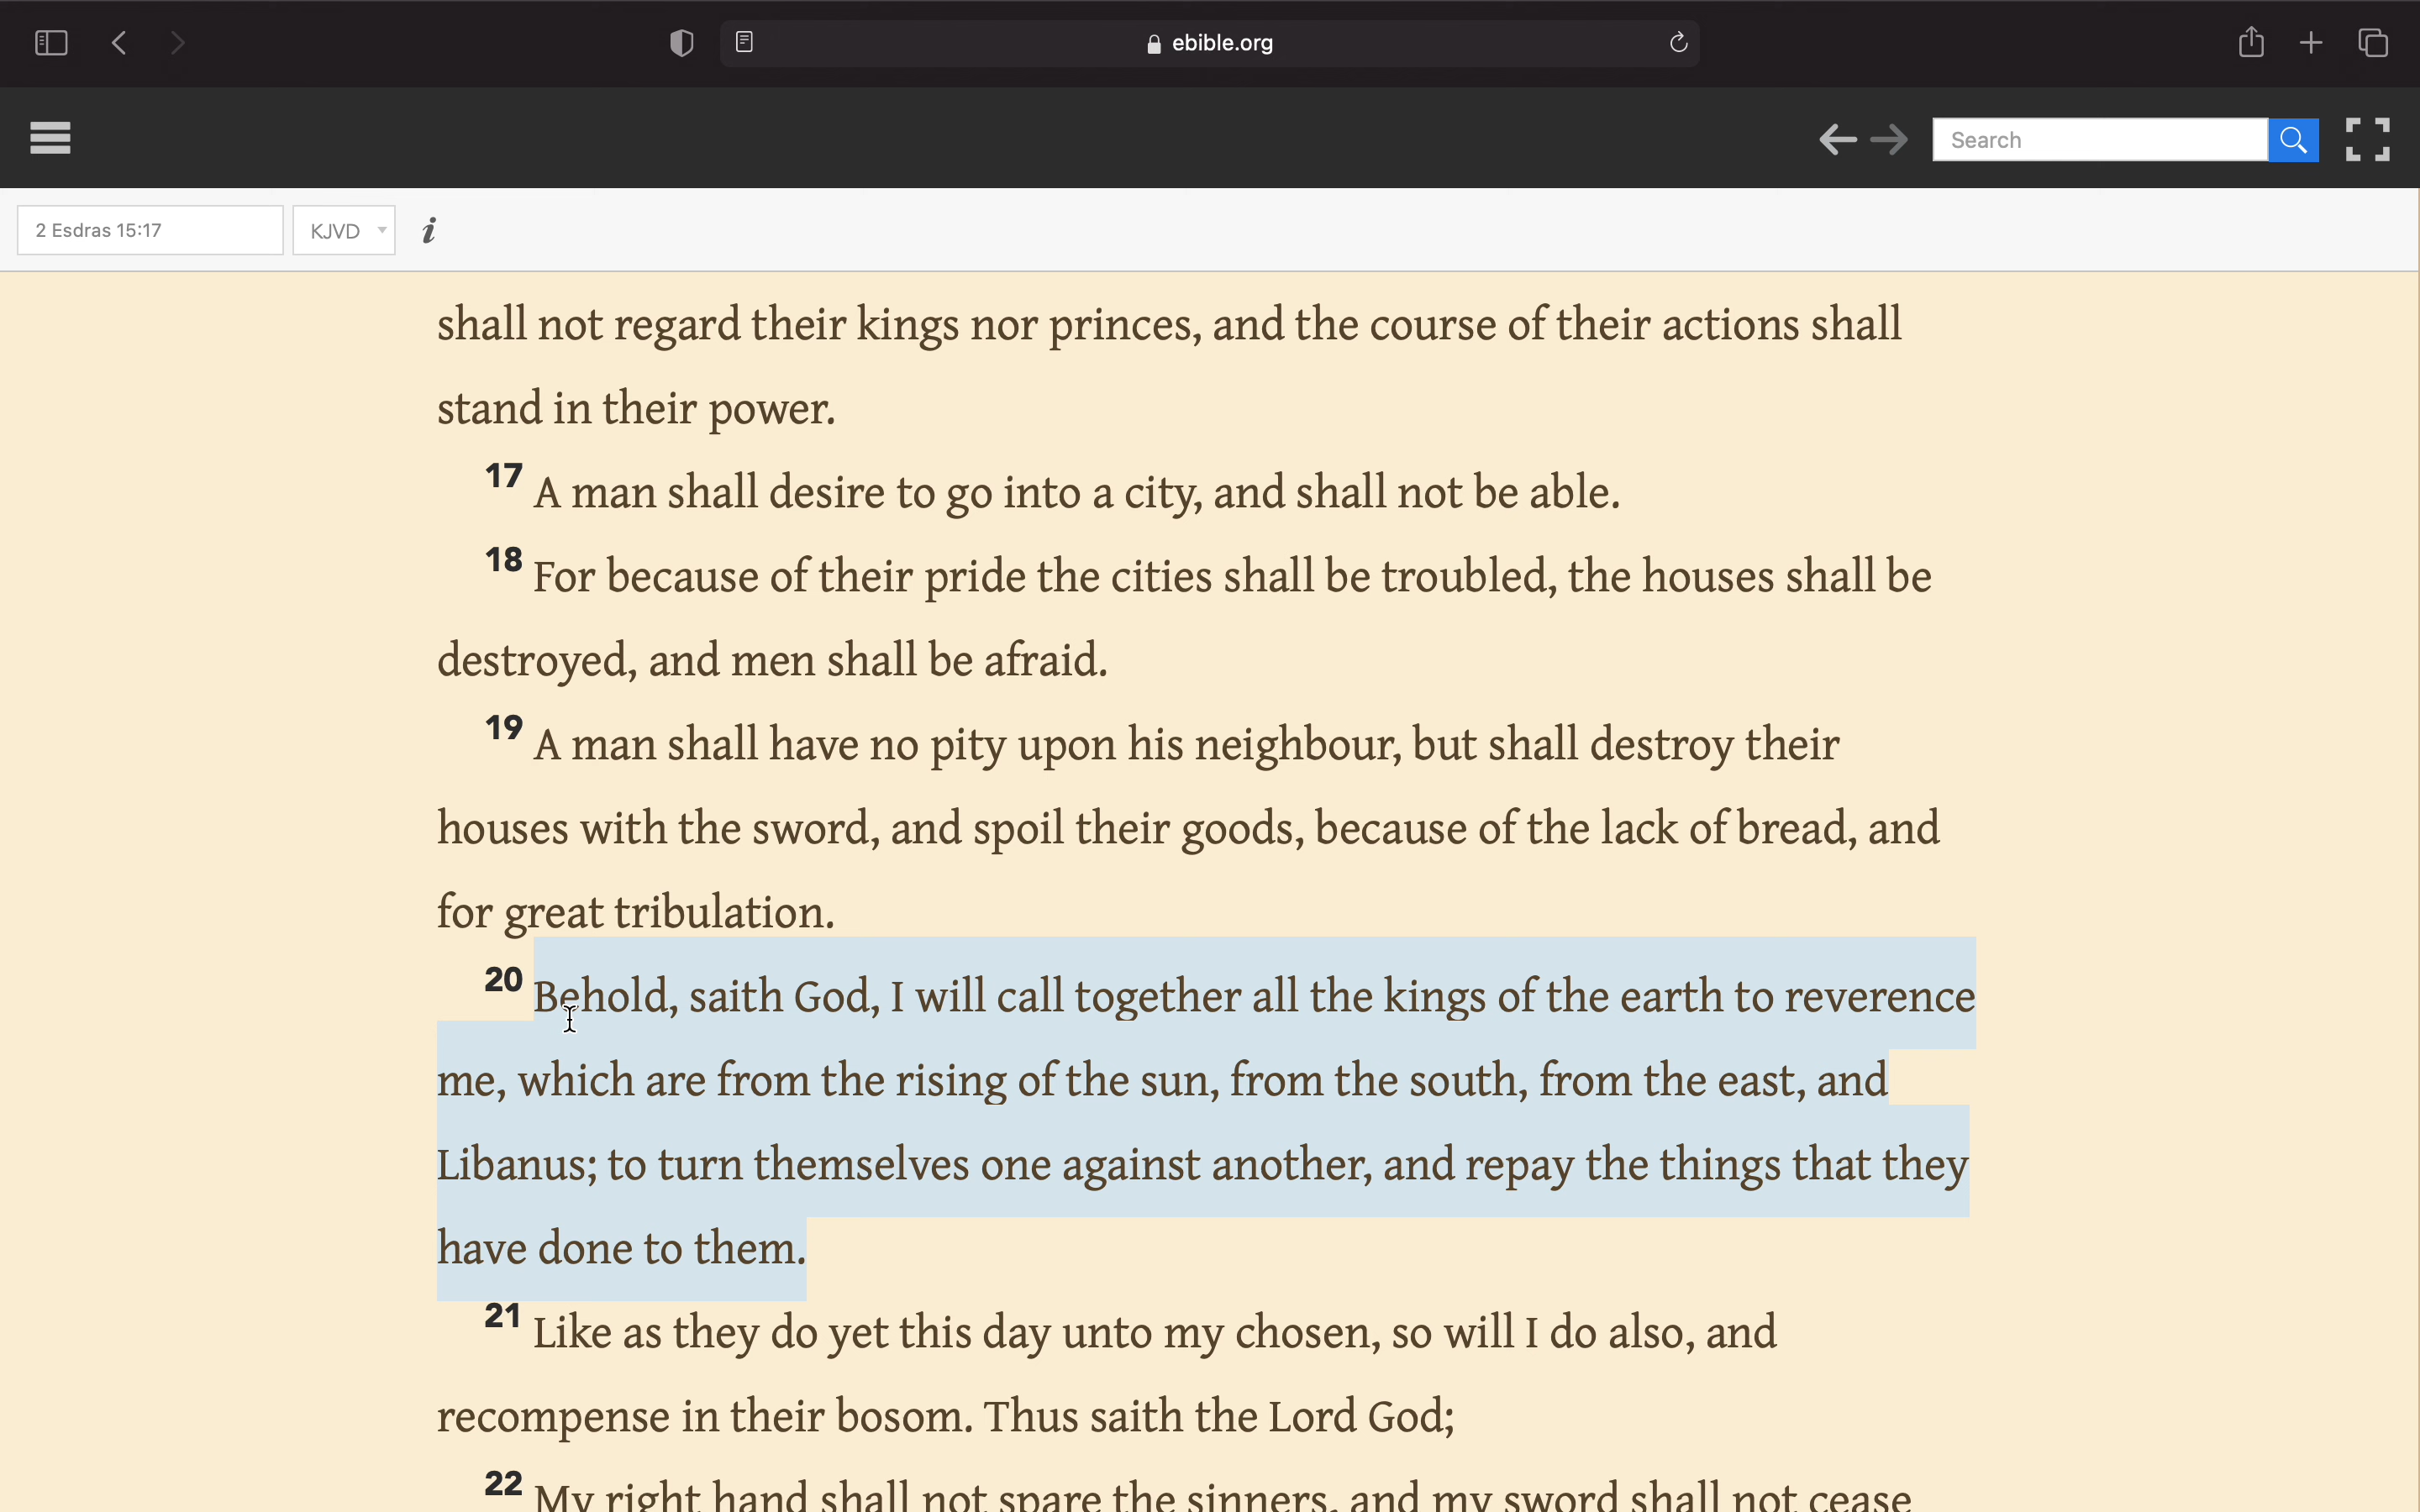 ebible.org
Search
2 Esdras 15:17
KJVD
i
shall not regard their kings nor princes, and the course of their actions shall
stand in their power.
17 A man shall desire to go into a city, and shall not be able.
18 For because of their pride the cities shall be troubled, the houses shall be
destroyed, and men shall be afraid.
19 A man shall have no pity upon his neighbour, but shall destroy their
houses with the sword, and spoil their goods, because of the lack of bread, and
for great tribulation.
20 Behold, saith God, I will call together all the kings of the earth to reverence
me, which are from the rising of the sun, from the south, from the east, and
Libanus; to turn themselves one against another, and repay the things that they
have done to them.
21 Like as they do yet this day unto my chosen, so will I do also, and
recompense in their bosom. Thus saith the Lord God;
22 My right hand shall not spare the sinners, and my sword shall not cease